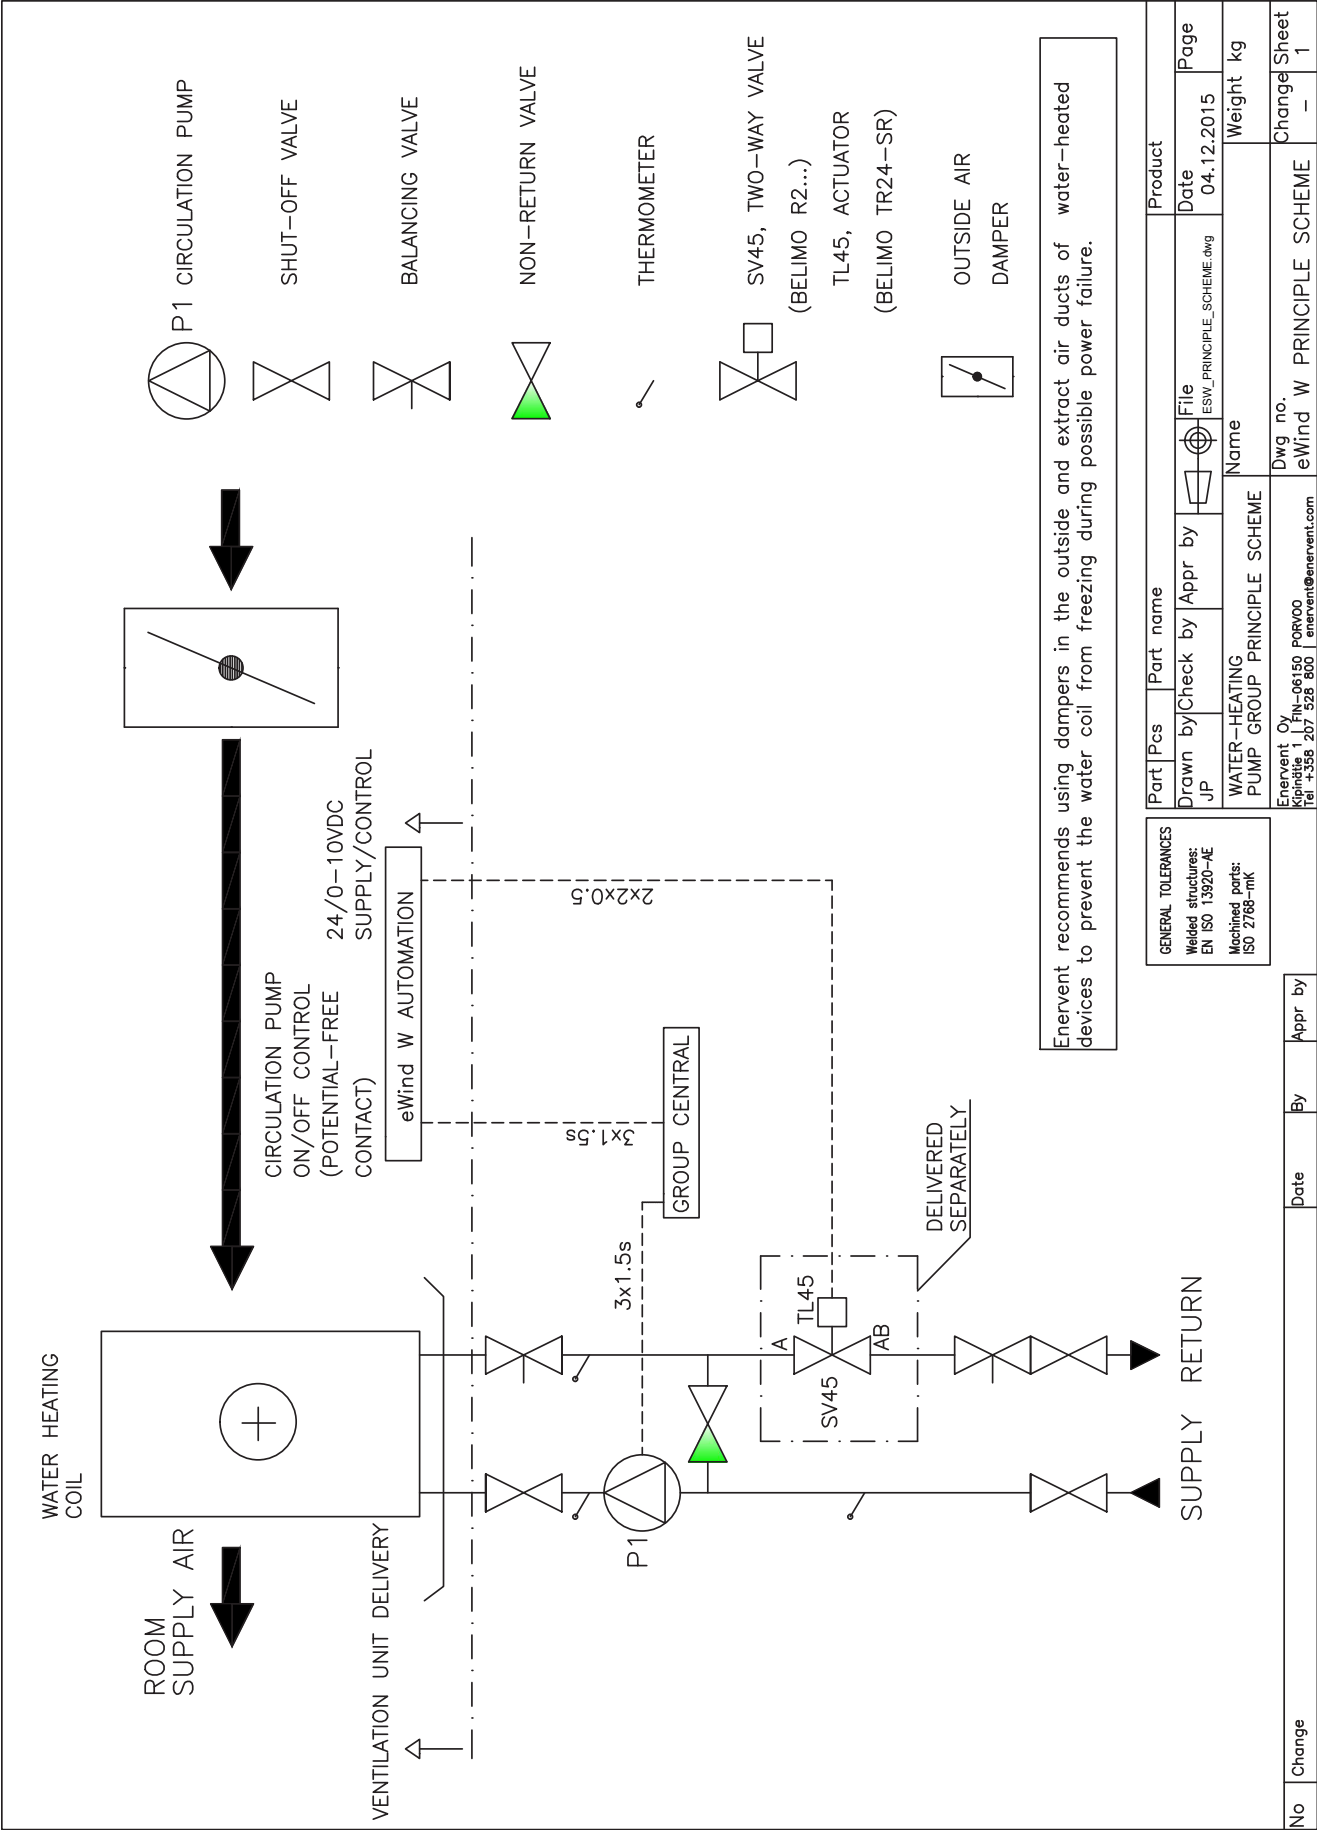 WATER HEATING
COIL
ROOM
SUPPLY AIR
VENTILATION UNIT DELIVERY
CIRCULATION PUMP
ON/OFF CONTROL
(POTENTIAL-FREE
CONTACT)
24/0-10VDC
SUPPLY/CONTROL
eWind W AUTOMATION
3x1.5s
2x2x0.5
GROUP CENTRAL
3x1.5s
P1
A
TL45
SV45
AB
DELIVERED
SEPARATELY
SUPPLY
RETURN
P1 CIRCULATION PUMP
SHUT-OFF VALVE
BALANCING VALVE
NON-RETURN VALVE
THERMOMETER
SV45, TWO-WAY VALVE
(BELIMO R2...)
TL45, ACTUATOR
(BELIMO TR24-SR)
OUTSIDE AIR
DAMPER
Enervent recommends using dampers in the outside and extract air ducts of water-heated
devices to prevent the water coil from freezing during possible power failure.
GENERAL TOLERANCES
Welded structures:
EN ISO 13920-AE
Machined parts:
ISO 2768-mK
Part Pcs Part name Product
Drawn by Check by Appr by File Date Page
JP ESW_PRINCIPLE_SCHEME.dwg 04.12.2015
WATER-HEATING
PUMP GROUP PRINCIPLE SCHEME
Name Weight kg
Enervent Oy
Kipinätie 1 | FIN-06150 PORVOO
Tel +358 207 528 800 | enervent@enervent.com
Dwg no. Change Sheet
eWind W PRINCIPLE SCHEME - 1
No Change Date By Appr by